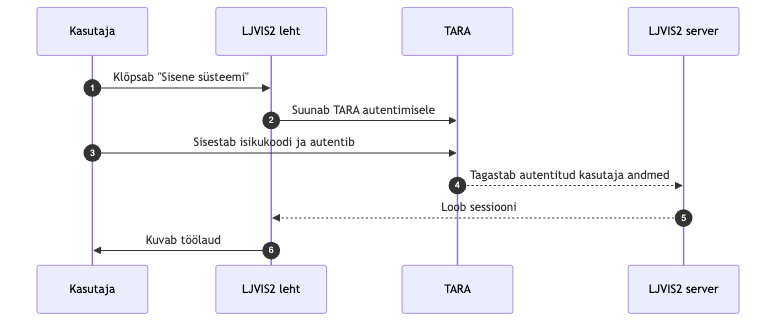 Kasutaja
LJVIS2 leht
TARA
LJVIS2 server
1
Klõpsab "Sisene süsteemi"
2
Suunab TARA autentimisele
3
Sisestab isikukoodi ja autentib
4
Tagastab autentitud kasutaja andmed
Loob sessiooni
5
Kuvab töölaud
6
Kasutaja
LJVIS2 leht
TARA
LJVIS2 server